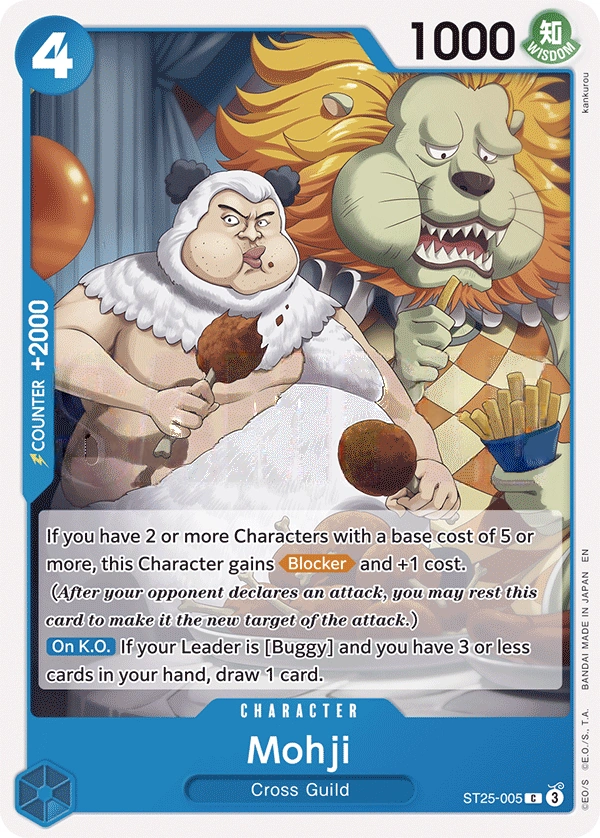 4
1000
知
WISDOM
kankurou
COUNTER +2000
If you have 2 or more Characters with a base cost of 5 or
more, this Character gains Blocker and +1 cost.
(After your opponent declares an attack, you may rest this
card to make it the new target of the attack.)
On K.O. If your Leader is [Buggy] and you have 3 or less
cards in your hand, draw 1 card.
CHARACTER
Mohji
Cross Guild
ST25-005 C 3
©E.O/S ©E.O./S., T.A. BANDAI MADE IN JAPAN EN